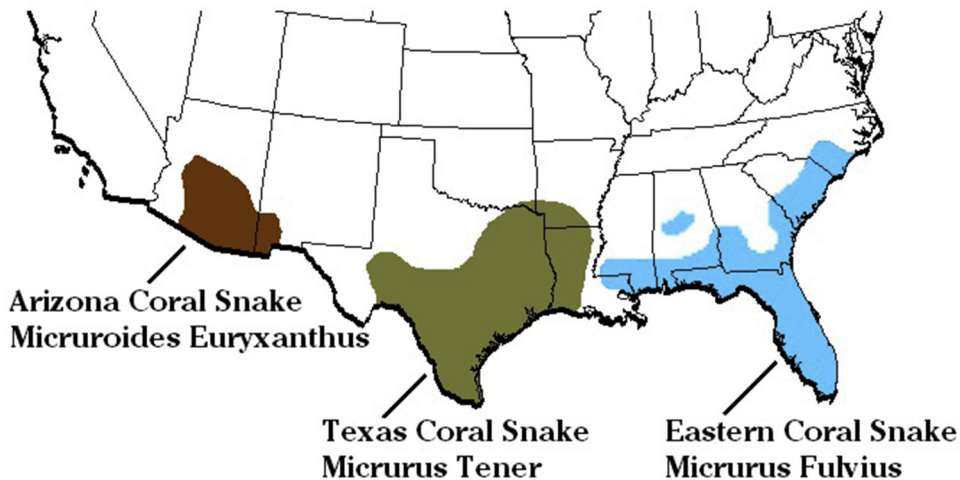 Arizona Coral Snake
Micruroides Euryxanthus
Texas Coral Snake
Micrurus Tener
Eastern Coral Snake
Micrurus Fulvius